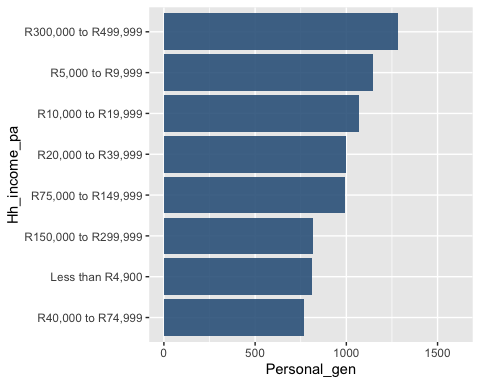 Hh_income_pa
R300,000 to R499,999
R5,000 to R9,999
R10,000 to R19,999
R20,000 to R39,999
R75,000 to R149,999
R150,000 to R299,999
Less than R4,900
R40,000 to R74,999
0 500 1000 1500
Personal_gen